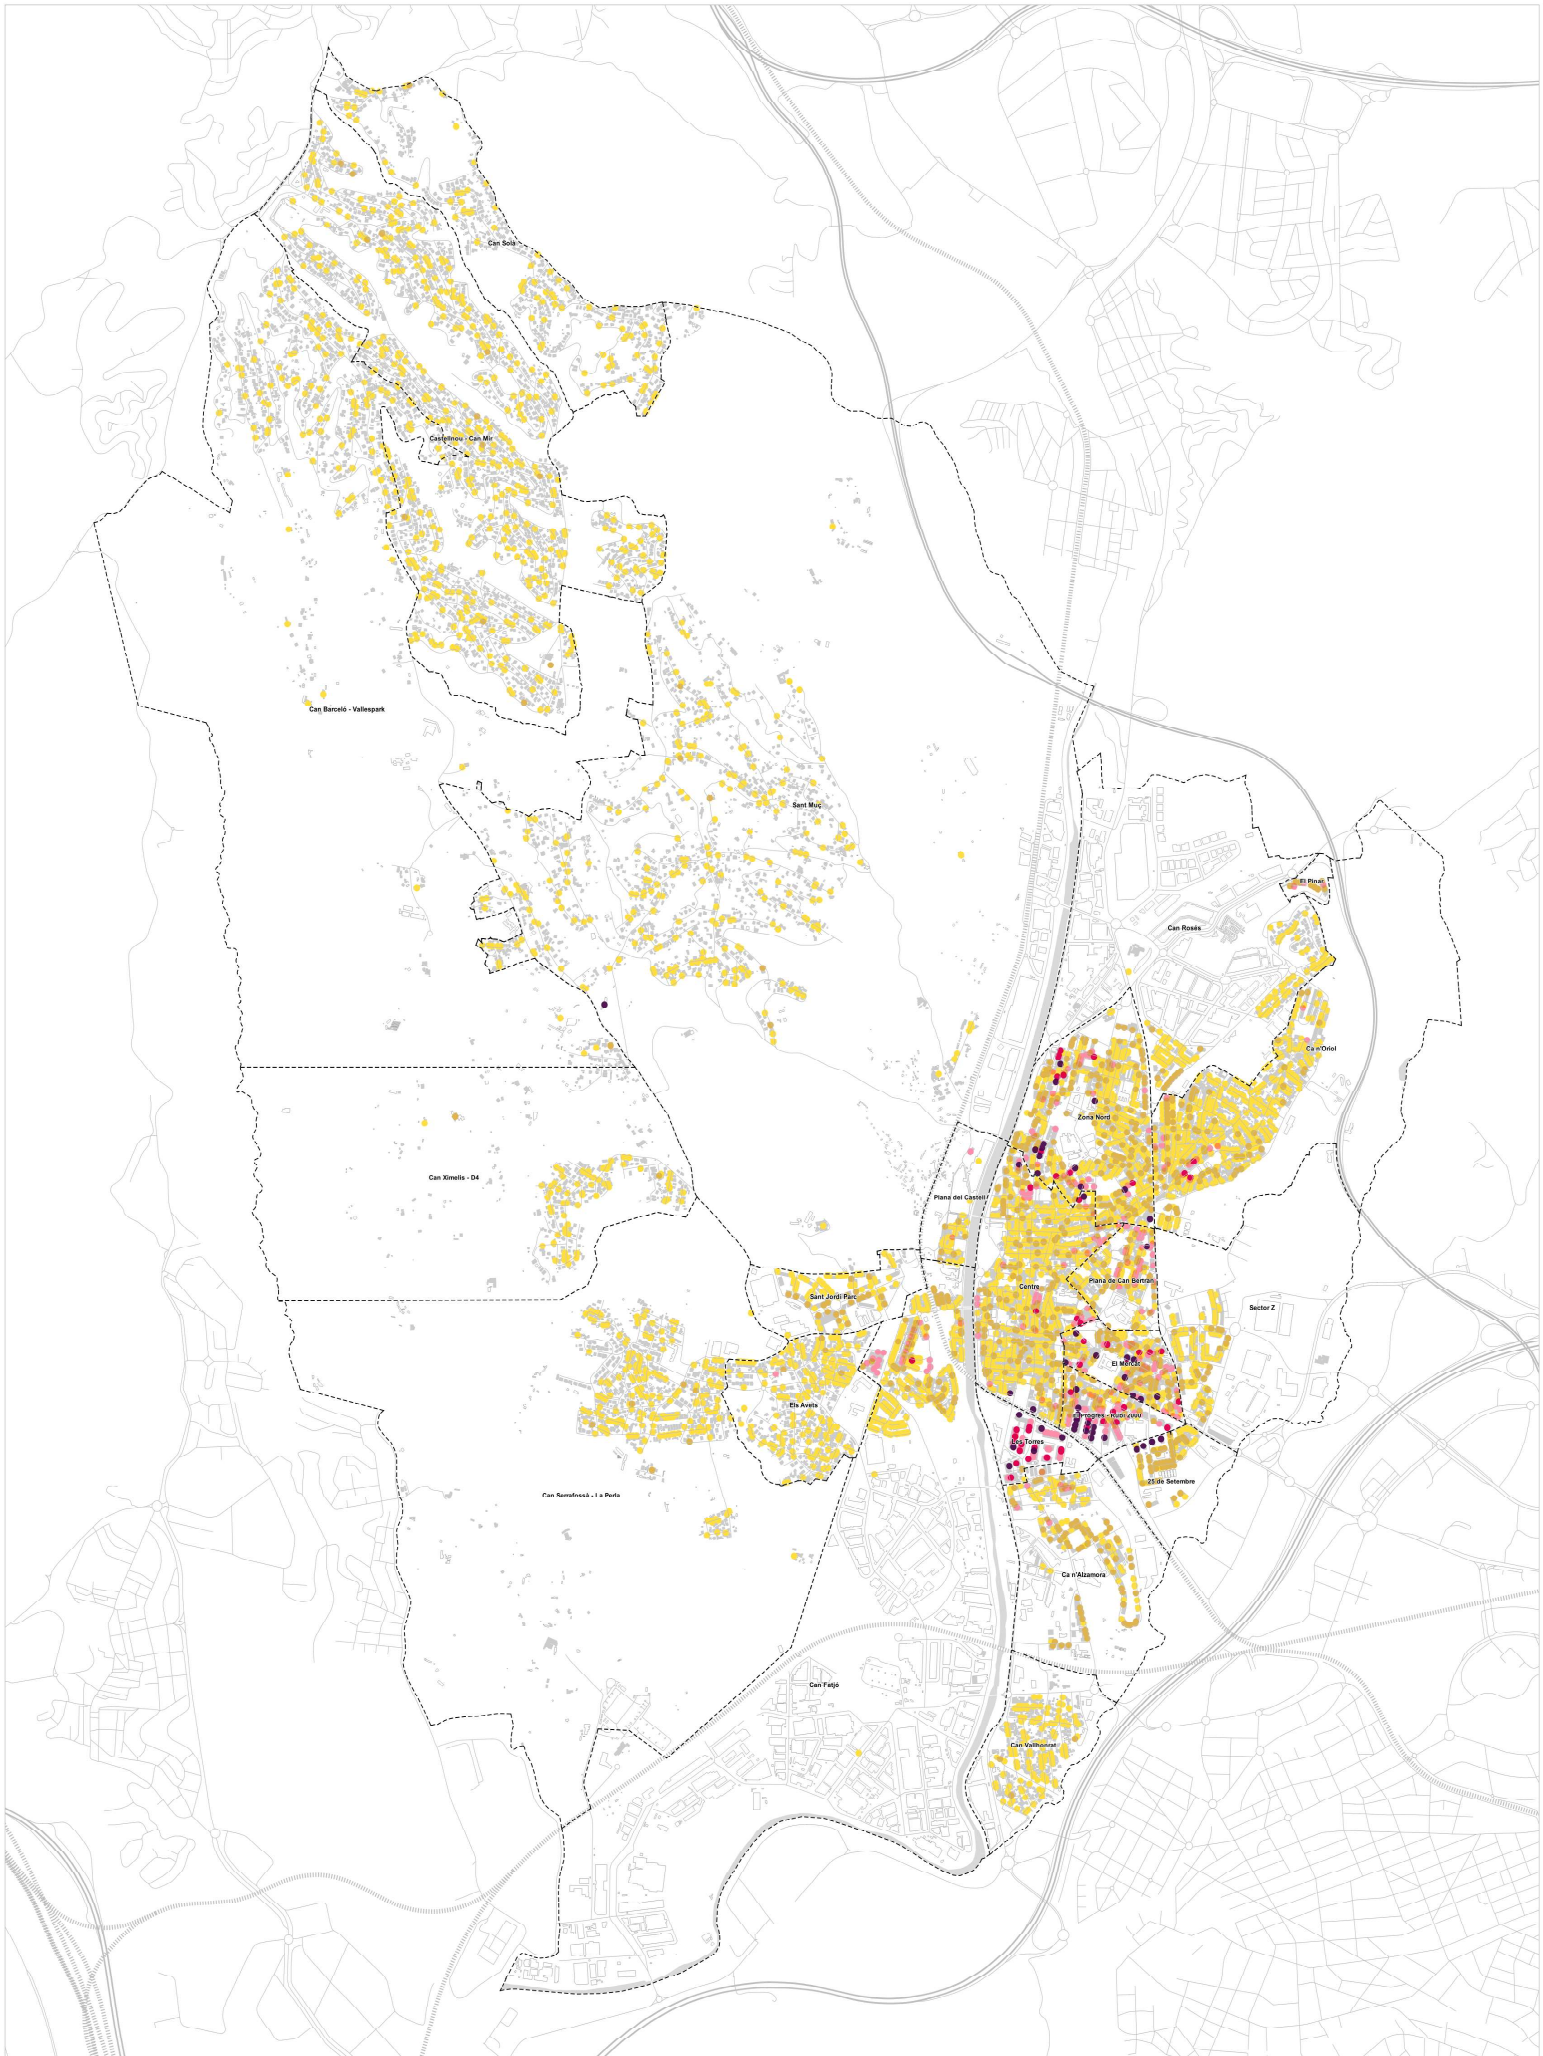 Can Solà
Castellnou - Can Mir
Can Barceló - Vallespark
Sant Muç
El Pinar
Can Rosés
Ca n'Oriol
Zona Nord
Can Ximelis - D4
Plana del Castell
Plana de Can Bertran
Centre
Sant Jordi Parc
Sector Z
El Mercat
Els Avets
El Progrés - Rubí 2000
Les Torres
25 de Setembre
Can Serrafossà - La Perla
Ca n'Alzamora
Can Fatjó
Can Vallhonrat